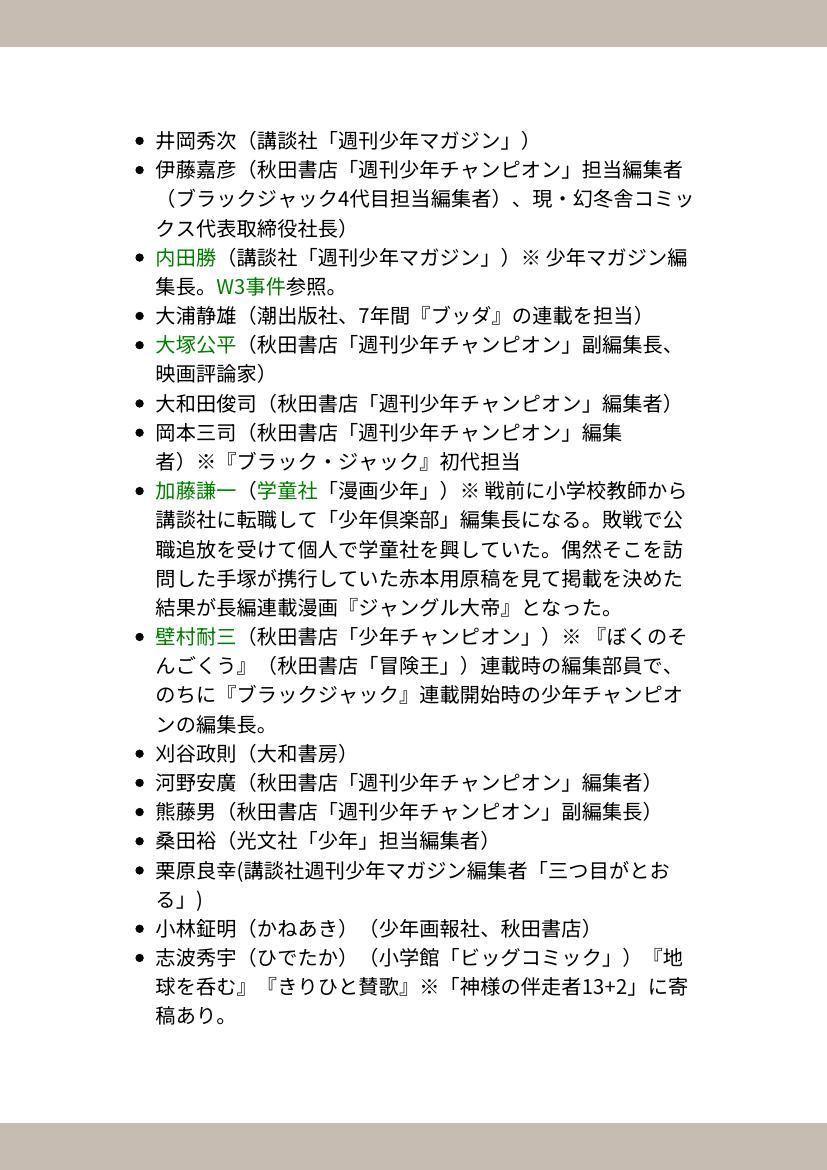 井岡秀次（講談社「週刊少年マガジン」）
伊藤嘉彦（秋田書店「週刊少年チャンピオン」担当編集者
（ブラックジャック4代目担当編集者）、現・幻冬舎コミッ
クス代表取締役社長）
内田勝（講談社「週刊少年マガジン」）※ 少年マガジン編
集長。W3事件参照。
大浦静雄（潮出版社、7年間『ブッダ』の連載を担当）
大塚公平（秋田書店「週刊少年チャンピオン」副編集長、
映画評論家）
大和田俊司（秋田書店「週刊少年チャンピオン」編集者）
岡本三司（秋田書店「週刊少年チャンピオン」編集
者）※『ブラック・ジャック』初代担当
加藤謙一（学童社「漫画少年」）※ 戦前に小学校教師から
講談社に転職して「少年倶楽部」編集長になる。敗戦で公
職追放を受けて個人で学童社を興していた。偶然そこを訪
問した手塚が携行していた赤本用原稿を見て掲載を決めた
結果が長編連載漫画『ジャングル大帝』となった。
壁村耐三（秋田書店「少年チャンピオン」）※ 『ぼくのそ
んごくう』（秋田書店「冒険王」）連載時の編集部員で、
のちに『ブラックジャック』連載開始時の少年チャンピオ
ンの編集長。
刈谷政則（大和書房）
河野安廣（秋田書店「週刊少年チャンピオン」編集者）
熊藤男（秋田書店「週刊少年チャンピオン」副編集長）
桑田裕（光文社「少年」担当編集者）
栗原良幸(講談社週刊少年マガジン編集者「三つ目がとお
る」)
小林鉦明（かねあき）（少年画報社、秋田書店）
志波秀宇（ひでたか）（小学館「ビッグコミック」）『地
球を呑む』『きりひと賛歌』※「神様の伴走者13+2」に寄
稿あり。